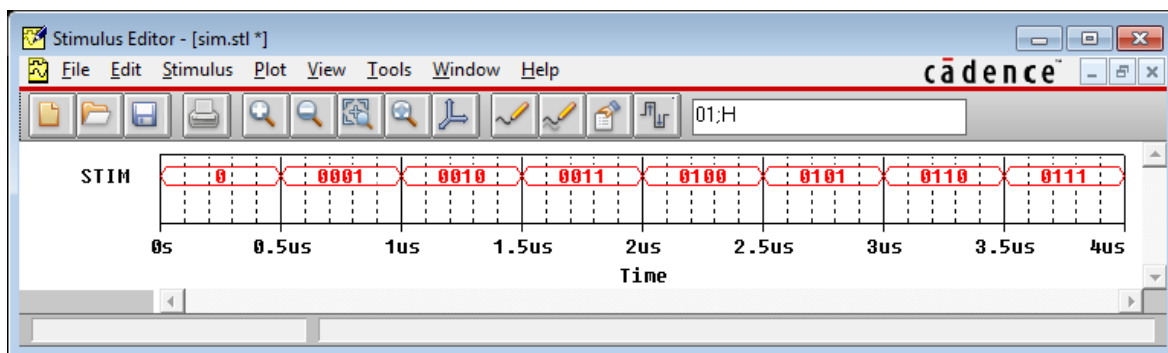 Stimulus Editor - [sim.stl *]
File Edit Stimulus Plot View Tools Window Help cādence™
01;H
STIM 0 0001 0010 0011 0100 0101 0110 0111
0s 0.5us 1us 1.5us 2us 2.5us 3us 3.5us 4us
Time